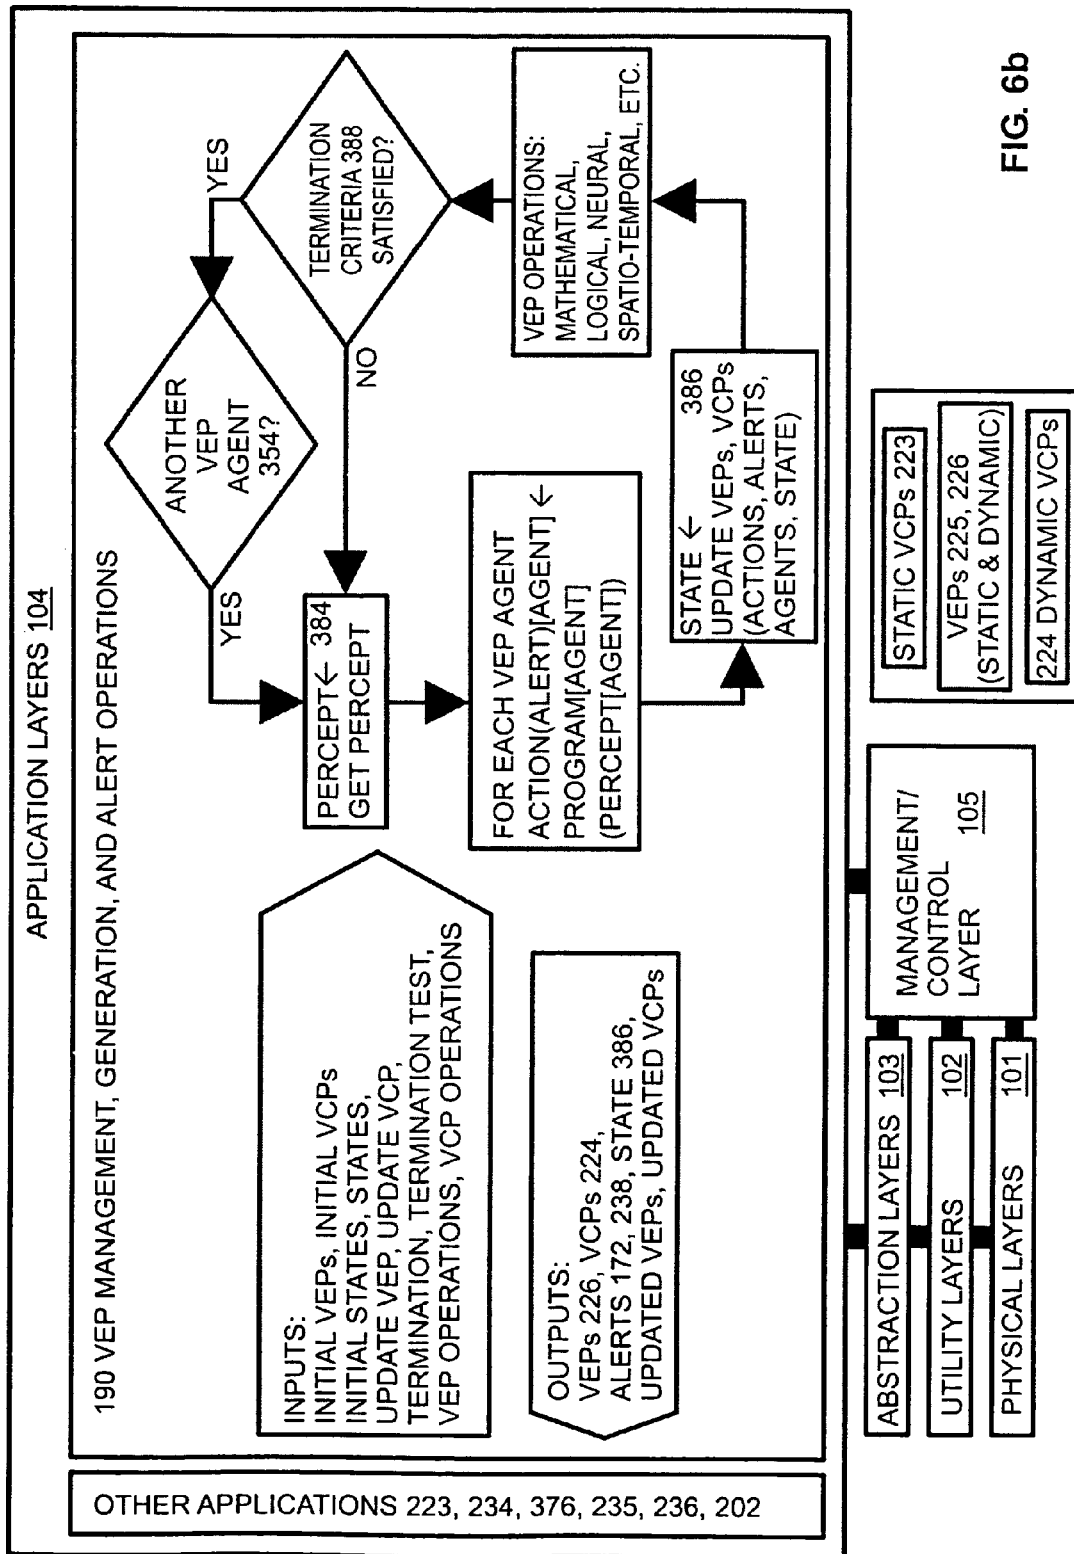 APPLICATION LAYERS 104
190 VEP MANAGEMENT, GENERATION, AND ALERT OPERATIONS
OTHER APPLICATIONS 223, 234, 376, 235, 236, 202
INPUTS:
INITIAL VEPs, INITIAL VCPs
INITIAL STATES, STATES,
UPDATE VEP, UPDATE VCP,
TERMINATION, TERMINATION TEST,
VEP OPERATIONS, VCP OPERATIONS
OUTPUTS:
VEPs 226, VCPs 224,
ALERTS 172, 238, STATE 386,
UPDATED VEPs, UPDATED VCPs
ANOTHER
VEP
AGENT
354?
YES
YES
TERMINATION
CRITERIA 388
SATISFIED?
NO
PERCEPT← 384
GET PERCEPT
FOR EACH VEP AGENT
ACTION(ALERT)[AGENT] ←
PROGRAM[AGENT]
(PERCEPT[AGENT])
STATE ← 386
UPDATE VEPs, VCPs
(ACTIONS, ALERTS,
AGENTS, STATE)
VEP OPERATIONS:
MATHEMATICAL,
LOGICAL, NEURAL,
SPATIO-TEMPORAL, ETC.
ABSTRACTION LAYERS 103
UTILITY LAYERS 102
PHYSICAL LAYERS 101
MANAGEMENT/
CONTROL
LAYER 105
STATIC VCPs 223
VEPs 225, 226
(STATIC & DYNAMIC)
224 DYNAMIC VCPs
FIG. 6b